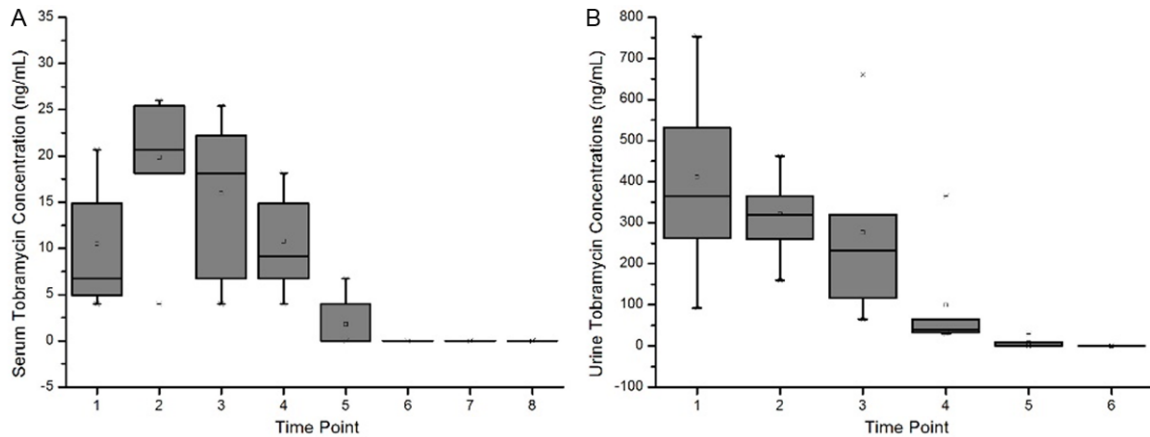 A
Serum Tobramycin Concentration (ng/mL)
35
30
25
20
15
10
5
0
-5
1 2 3 4 5 6 7 8
Time Point
B
Urine Tobramycin Concentrations (ng/mL)
800
700
600
500
400
300
200
100
0
-100
1 2 3 4 5 6
Time Point